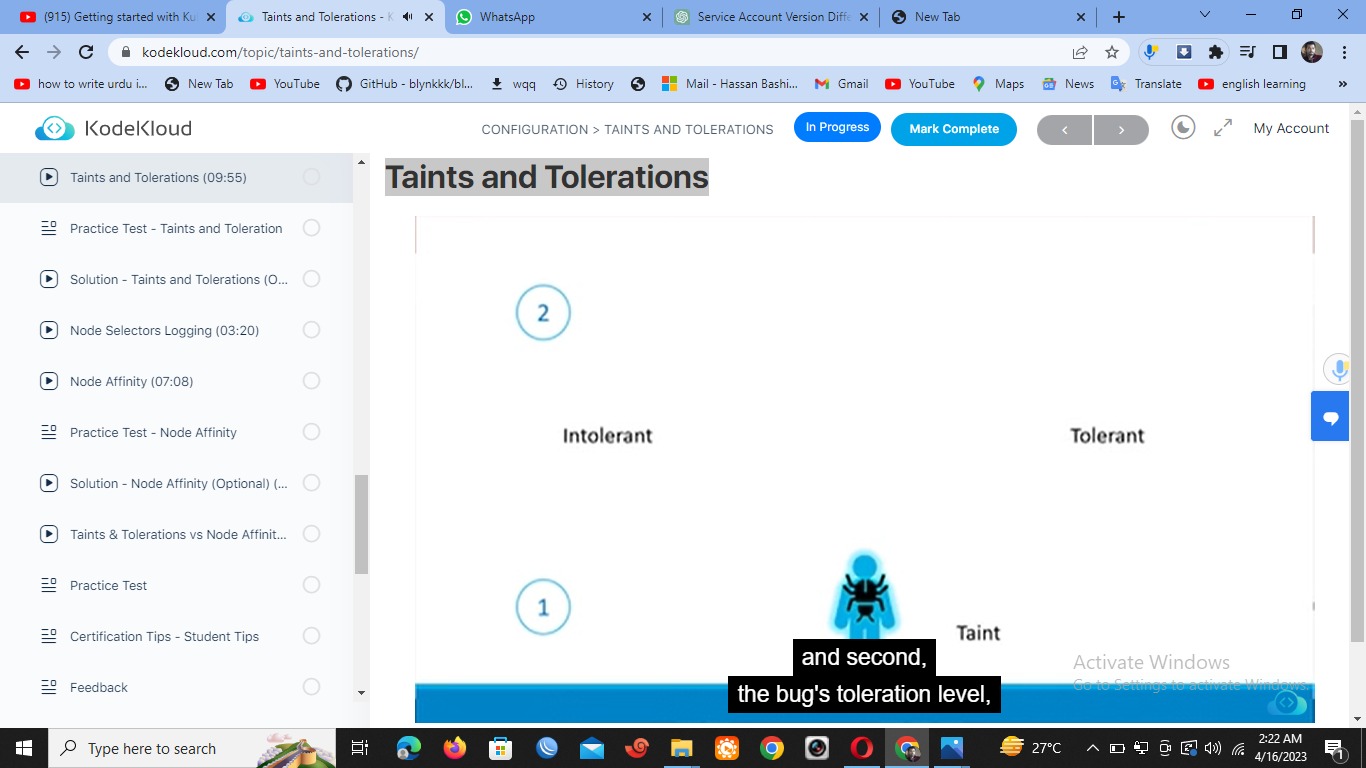 (915) Getting started with Ku
Taints and Tolerations - K
WhatsApp
Service Account Version Diffe
New Tab
kodekloud.com/topic/taints-and-tolerations/
how to write urdu i...
New Tab
YouTube
GitHub - blynkkk/bl...
wqq
History
Mail - Hassan Bashi...
Gmail
YouTube
Maps
News
Translate
english learning
»
KodeKloud
CONFIGURATION > TAINTS AND TOLERATIONS
In Progress
Mark Complete
<
>
My Account
Taints and Tolerations (09:55)
Practice Test - Taints and Toleration
Solution - Taints and Tolerations (O...
Node Selectors Logging (03:20)
Node Affinity (07:08)
Practice Test - Node Affinity
Solution - Node Affinity (Optional) (...
Taints & Tolerations vs Node Affinit...
Practice Test
Certification Tips - Student Tips
Feedback
Taints and Tolerations
2
Intolerant
Tolerant
1
Taint
and second,
the bug's toleration level,
Activate Windows
Go to Settings to activate Windows.
Type here to search
27°C
2:22 AM
4/16/2023
1